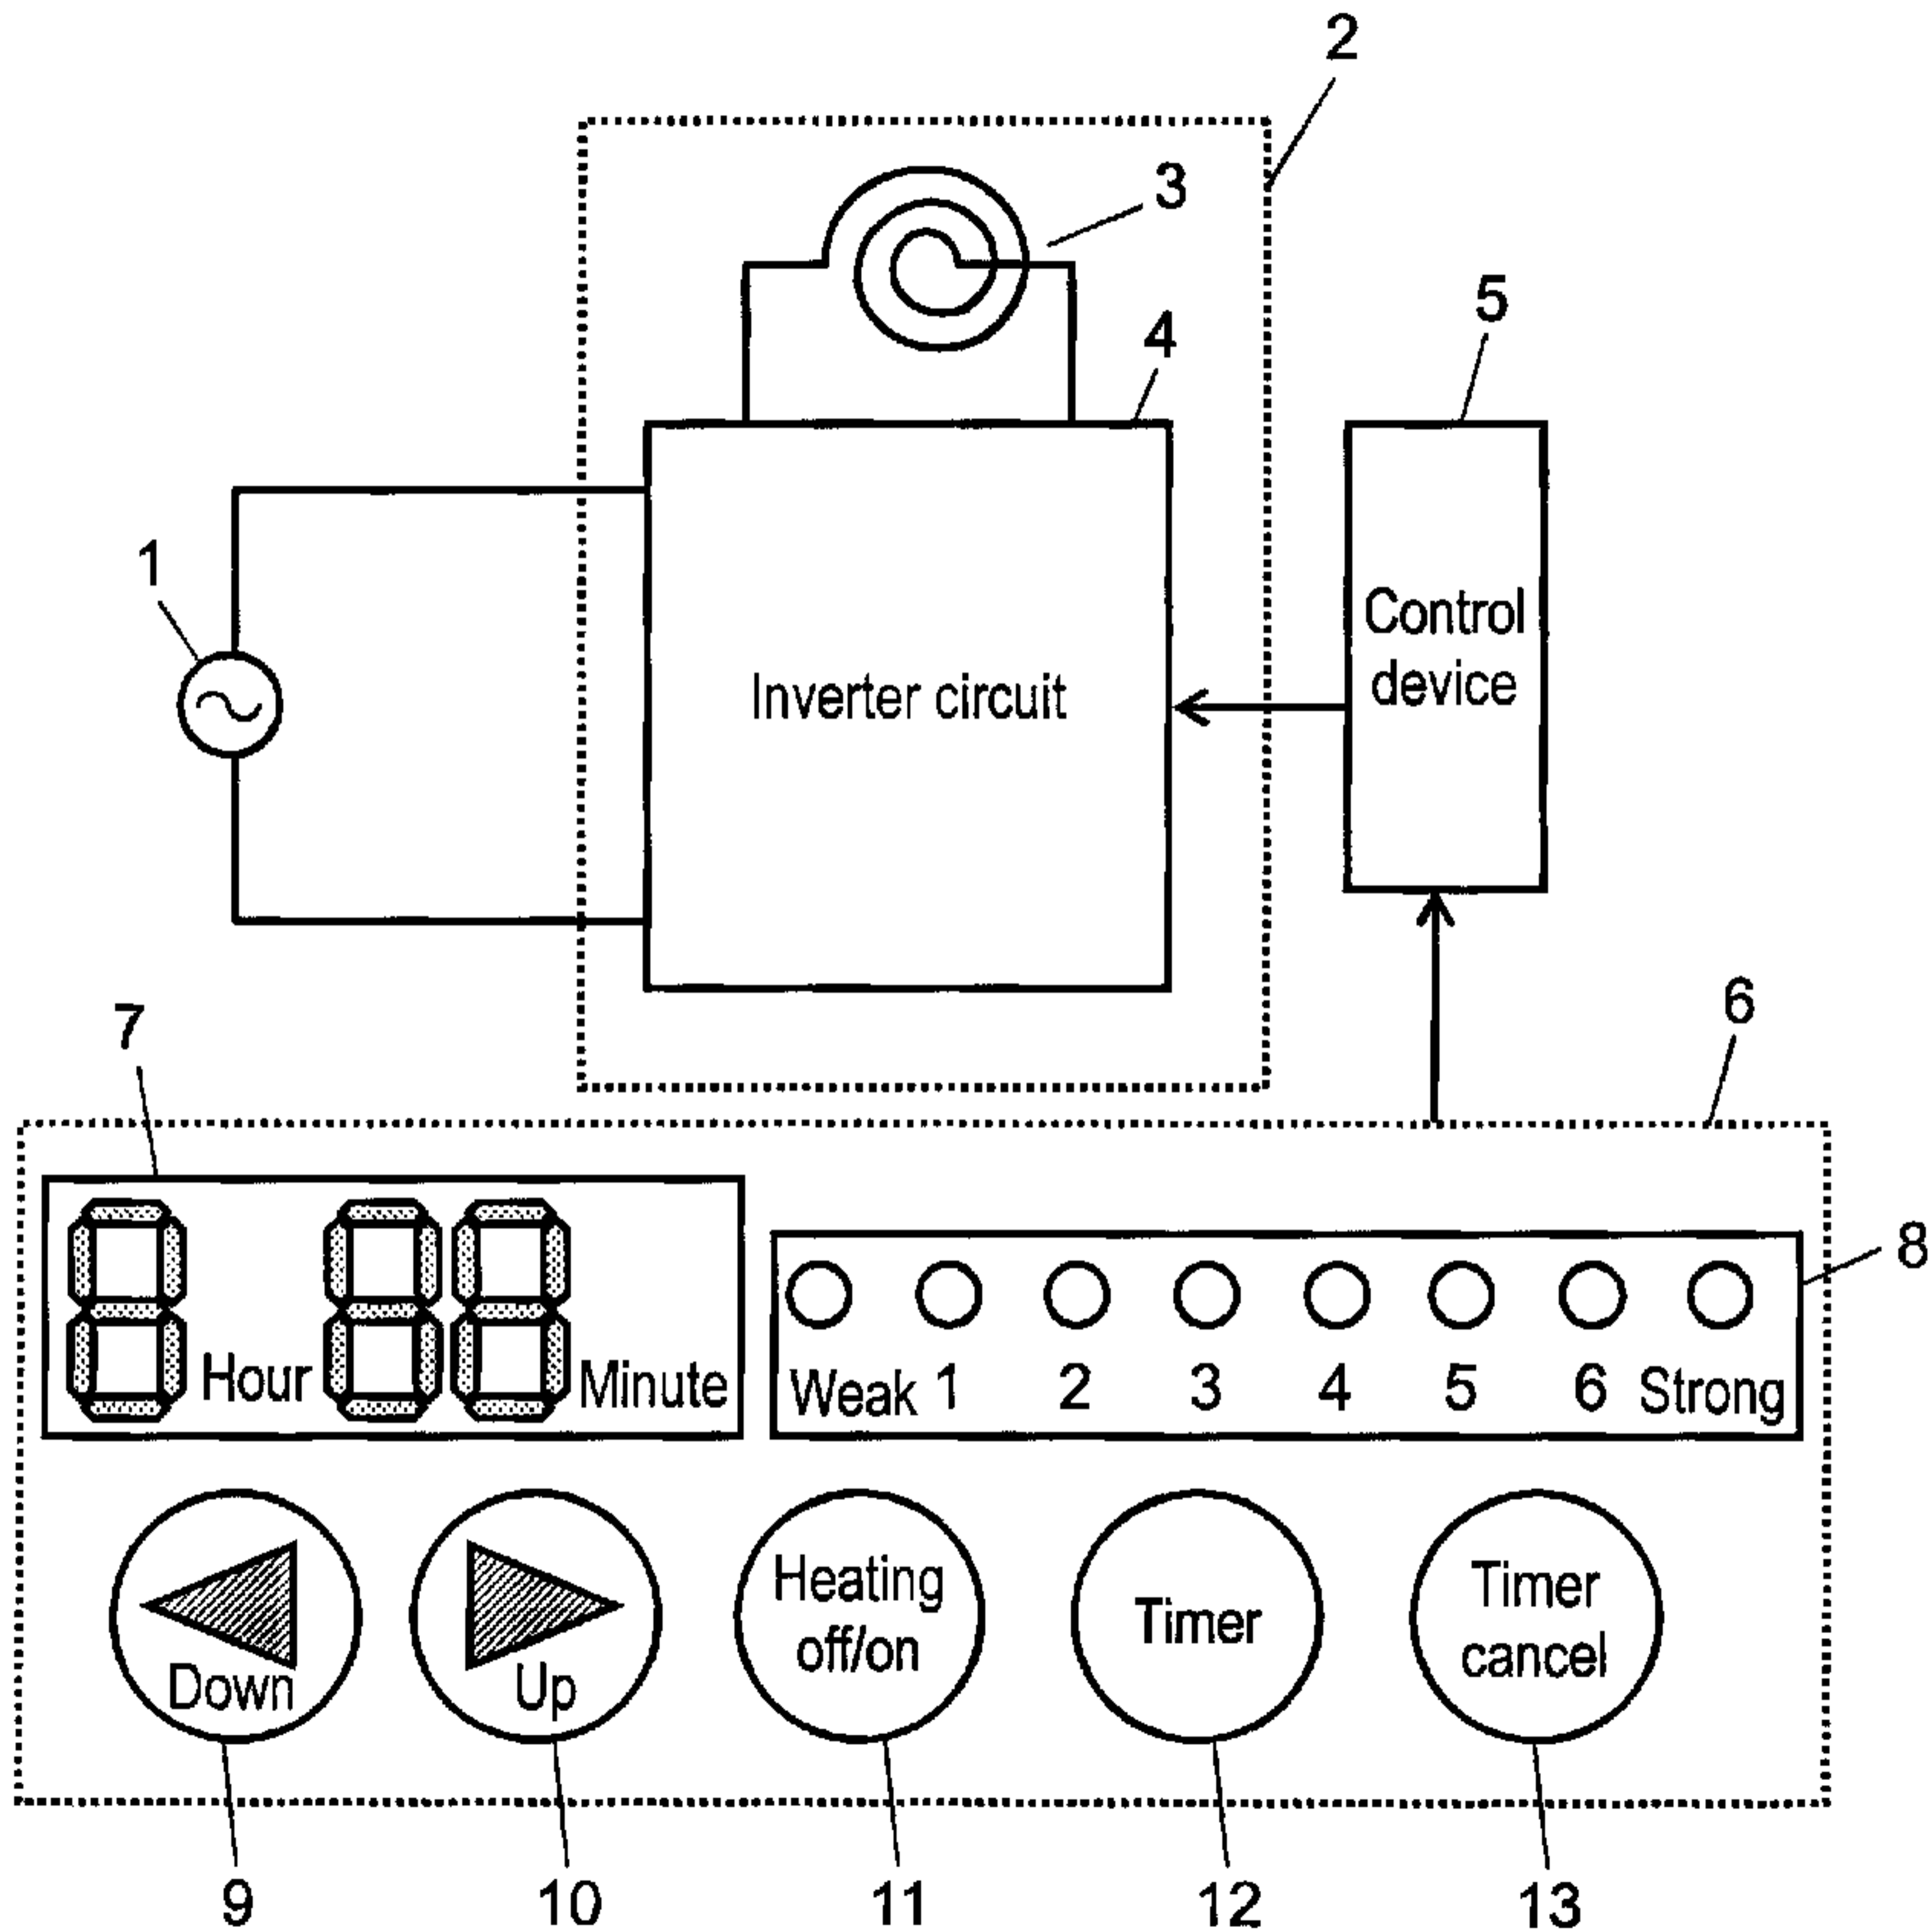 2
3
5
4
1
Control
device
Inverter circuit
6
7
8
Hour Minute
Weak 1 2 3 4 5 6 Strong
Down
Up
Heating
off/on
Timer
Timer
cancel
9 10 11 12 13